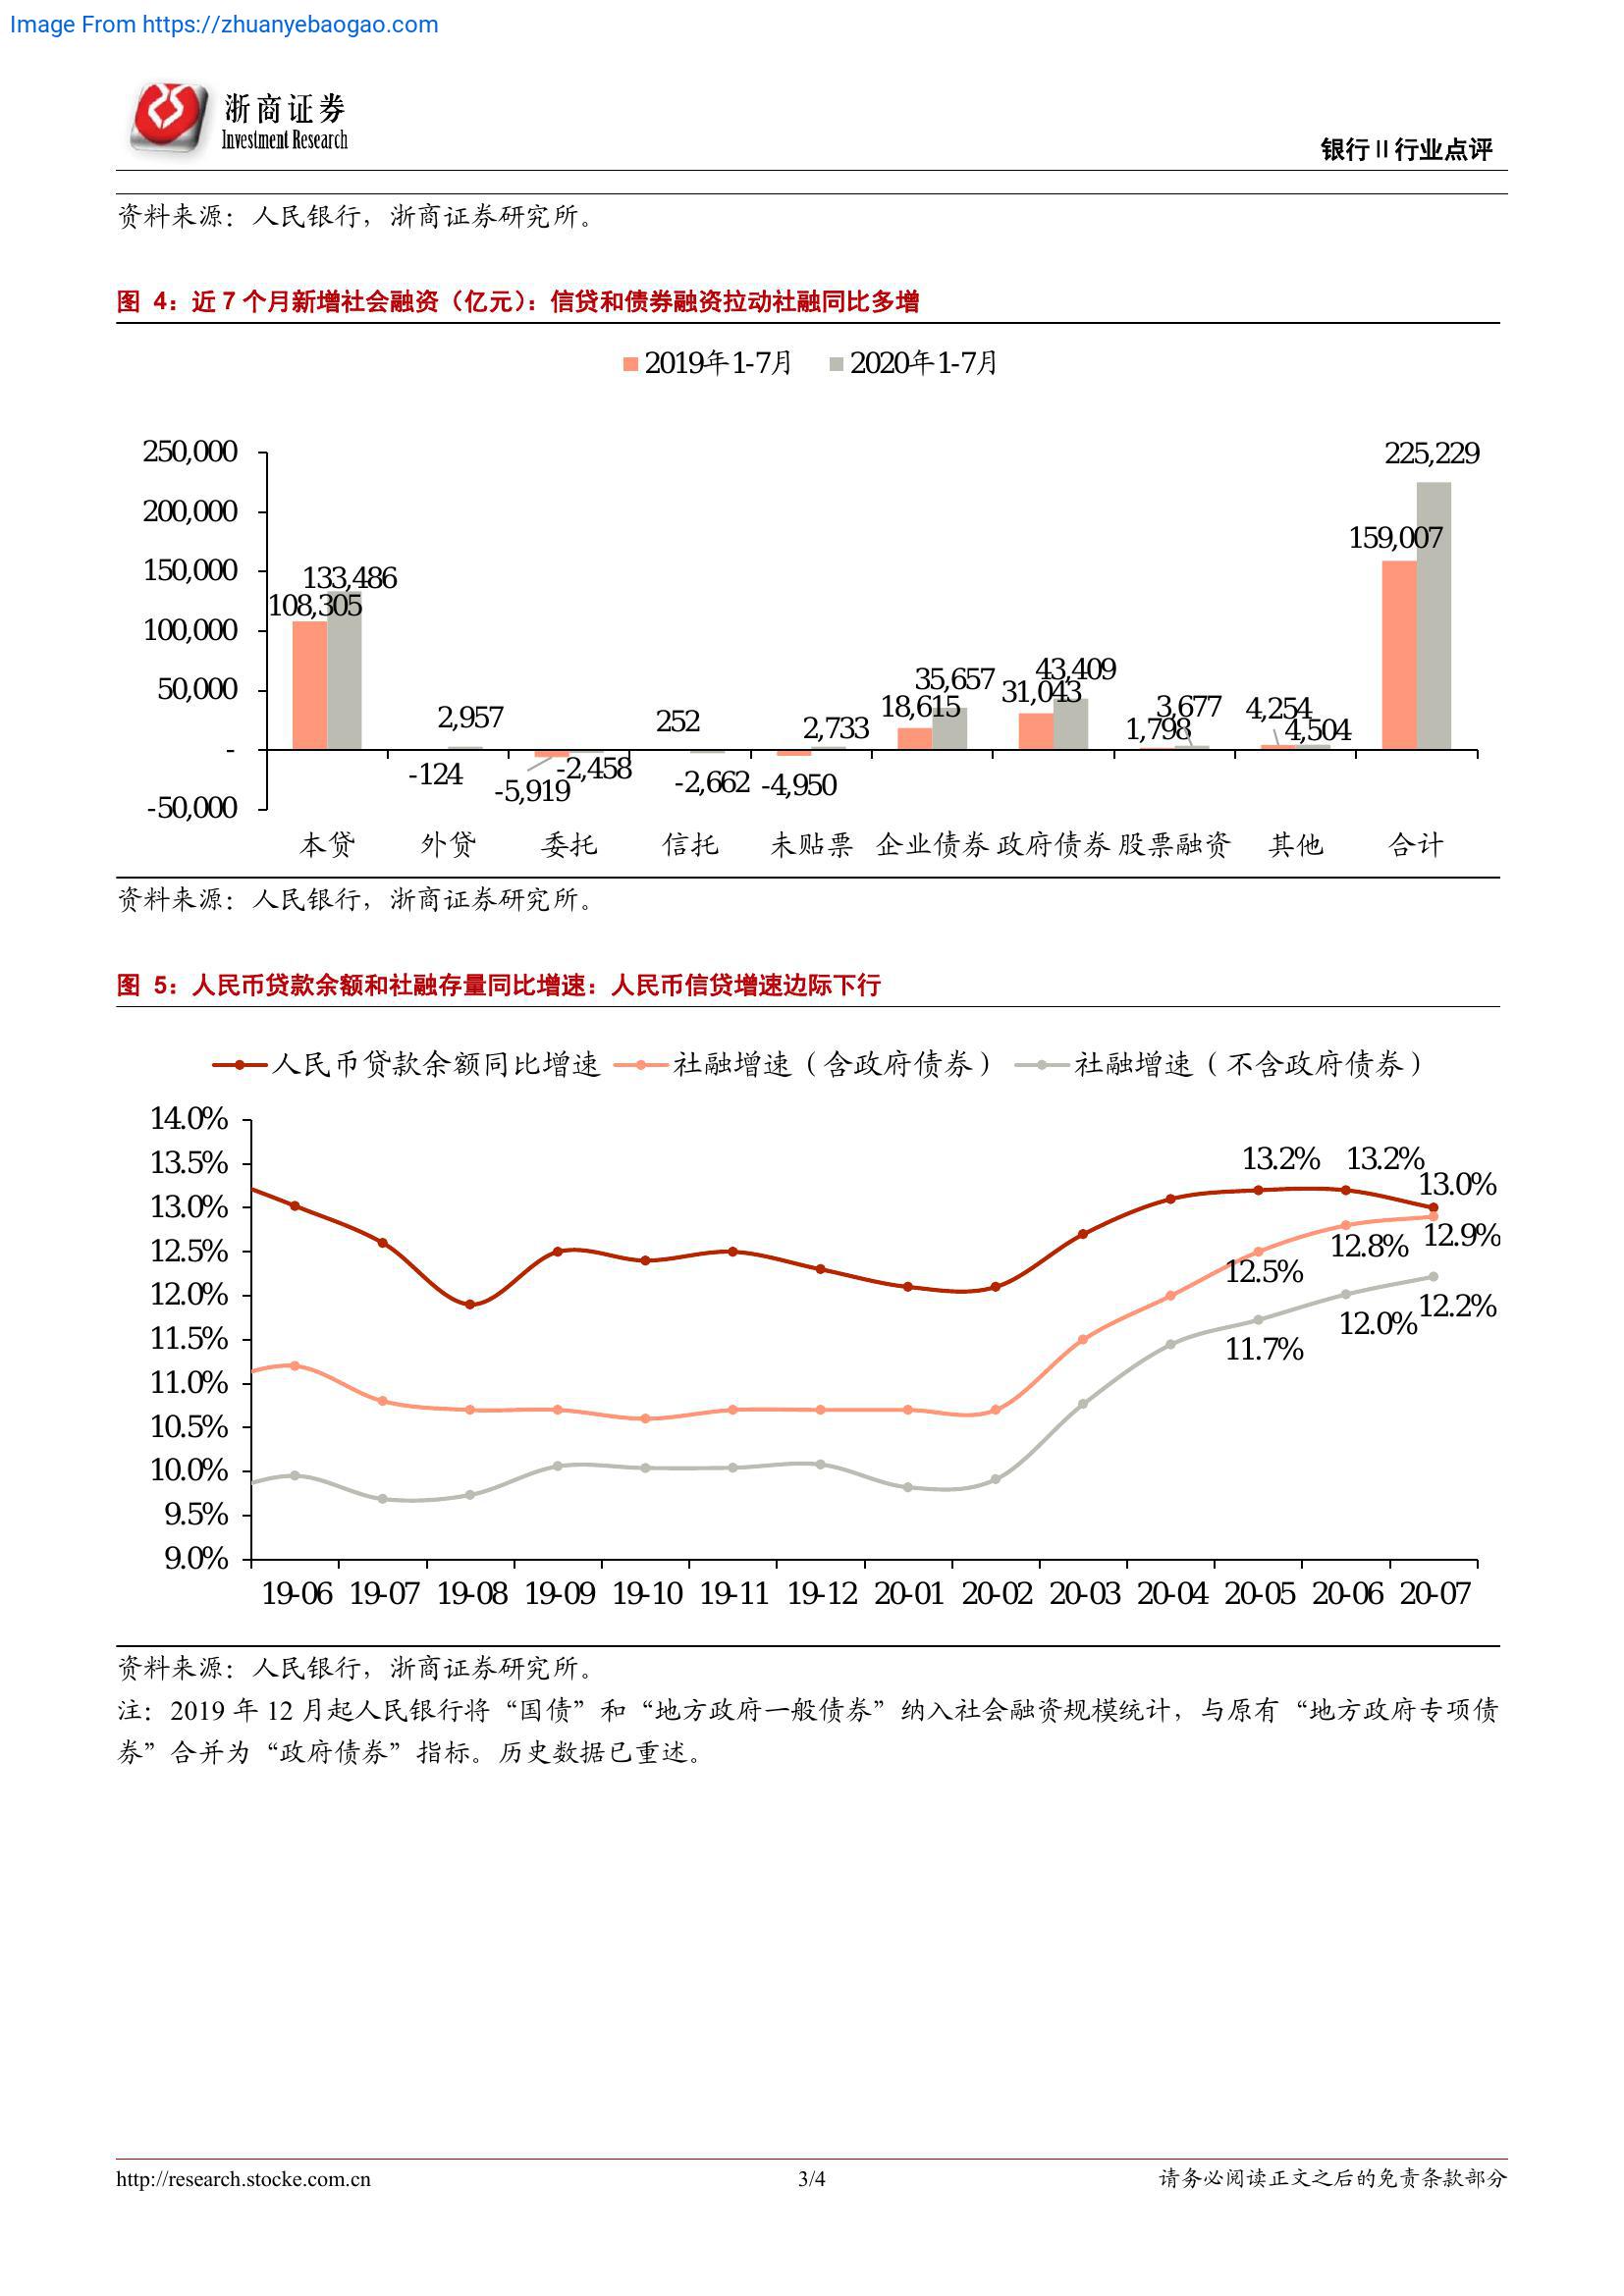 Image From https://zhuanyebaogao.com
浙商证券
Investment Research
银行Ⅱ行业点评
资料来源：人民银行，浙商证券研究所。
图 4：近 7 个月新增社会融资（亿元）：信贷和债券融资拉动社融同比多增
2019年1-7月 2020年1-7月
250,000
200,000
150,000
100,000
50,000
-
-50,000
108,305 133,486
-124 2,957
-5,919 -2,458
252 -2,662
-4,950 2,733
18,615 35,657
31,043 43,409
1,798 3,677
4,254 4,504
159,007 225,229
本贷 外贷 委托 信托 未贴票 企业债券 政府债券 股票融资 其他 合计
资料来源：人民银行，浙商证券研究所。
图 5：人民币贷款余额和社融存量同比增速：人民币信贷增速边际下行
人民币贷款余额同比增速 社融增速（含政府债券） 社融增速（不含政府债券）
14.0%
13.5%
13.0%
12.5%
12.0%
11.5%
11.0%
10.5%
10.0%
9.5%
9.0%
13.2% 13.2% 13.0%
12.5% 12.8% 12.9%
11.7% 12.0% 12.2%
19-06 19-07 19-08 19-09 19-10 19-11 19-12 20-01 20-02 20-03 20-04 20-05 20-06 20-07
资料来源：人民银行，浙商证券研究所。
注：2019 年 12 月起人民银行将“国债”和“地方政府一般债券”纳入社会融资规模统计，与原有“地方政府专项债
券”合并为“政府债券”指标。历史数据已重述。
http://research.stocke.com.cn 3/4 请务必阅读正文之后的免责条款部分